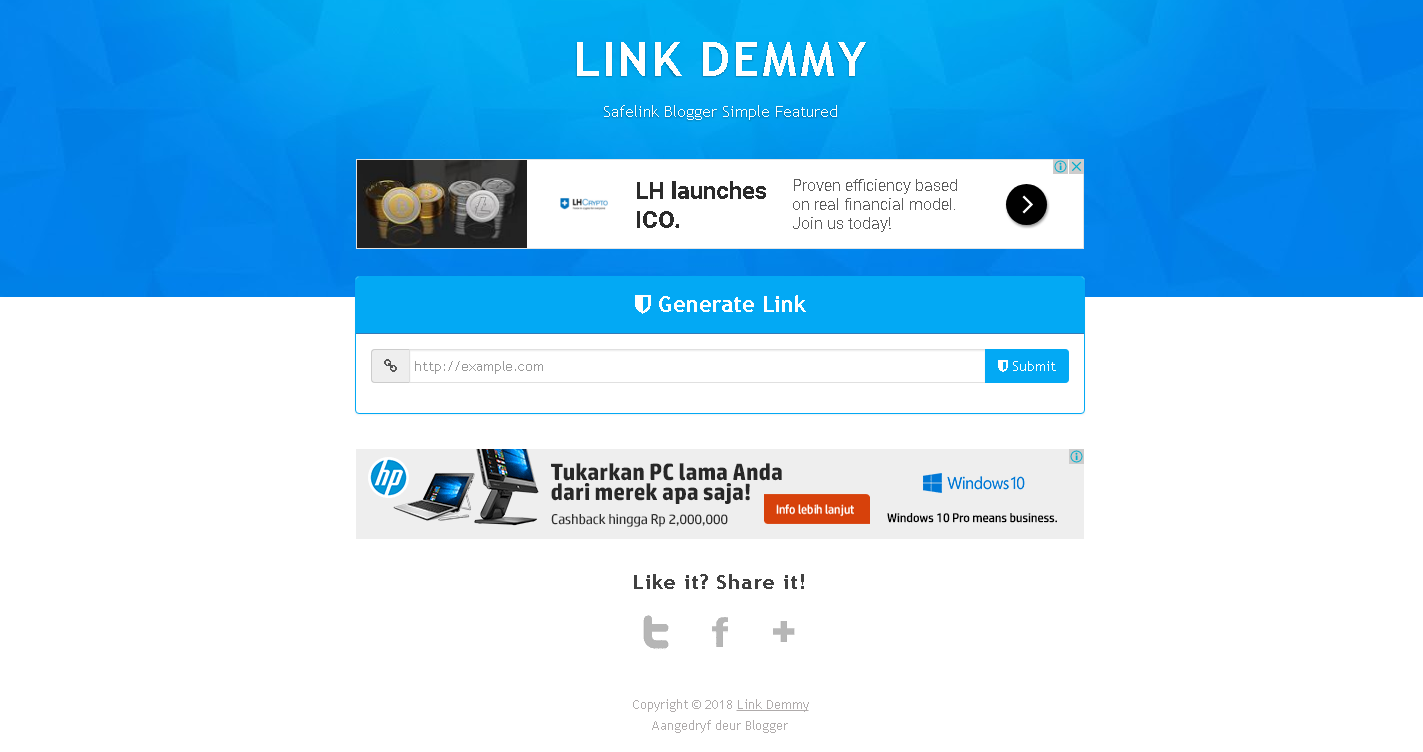 LINK DEMMY
Safelink Blogger Simple Featured
LHCRYPTO
LH launches
ICO.
Proven efficiency based
on real financial model.
Join us today!
Generate Link
http://example.com
Submit
hp
Tukarkan PC lama Anda
dari merek apa saja!
Cashback hingga Rp 2,000,000
Info lebih lanjut
Windows 10
Windows 10 Pro means business.
Like it? Share it!
Copyright © 2018 Link Demmy
Aangedryf deur Blogger